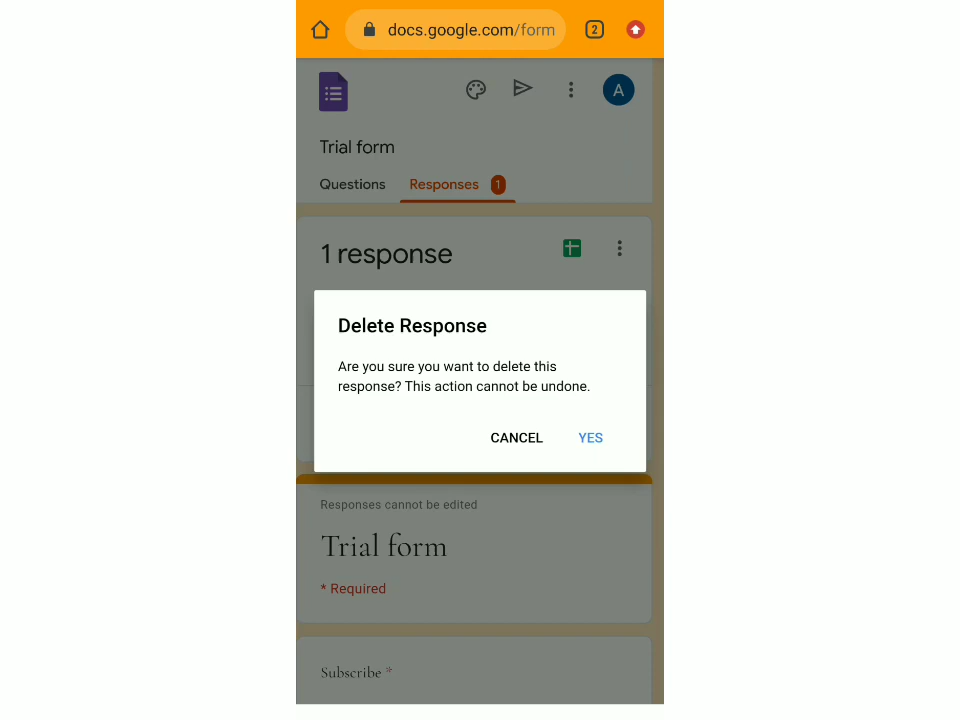 docs.google.com/form
2
A
Trial form
Questions
Responses 1
1 response
Delete Response
Are you sure you want to delete this
response? This action cannot be undone.
CANCEL YES
Responses cannot be edited
Trial form
* Required
Subscribe *